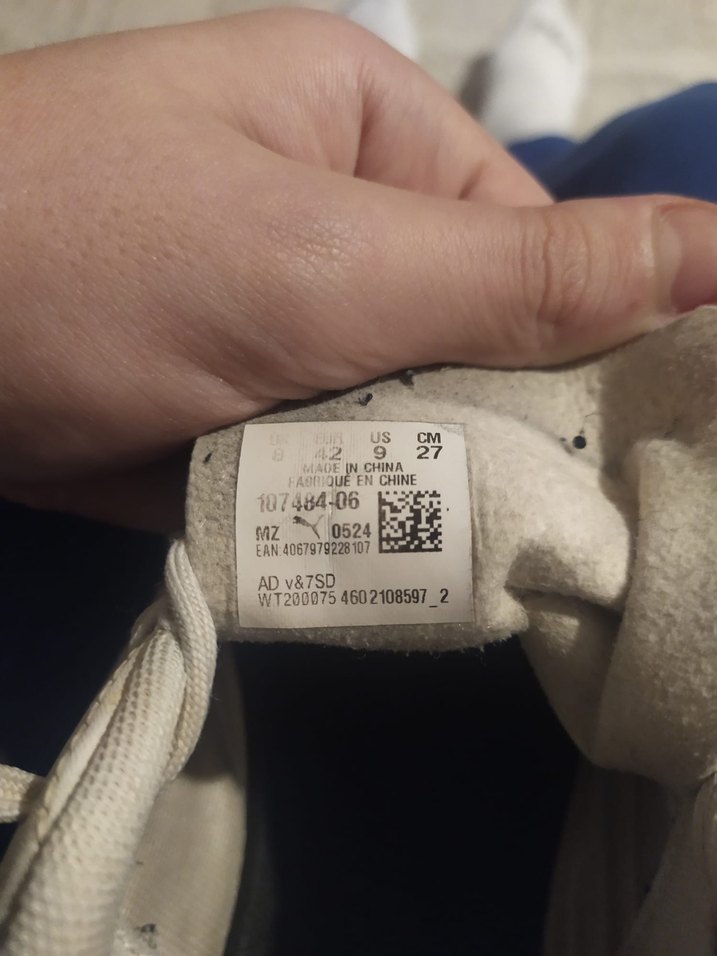 UK EUR US CM
8 42 9 27
MADE IN CHINA
FABRIQUÉ EN CHINE
107484-06
MZ 0524
EAN:4067979228107
AD v&7SD
WT200075 4602108597_2